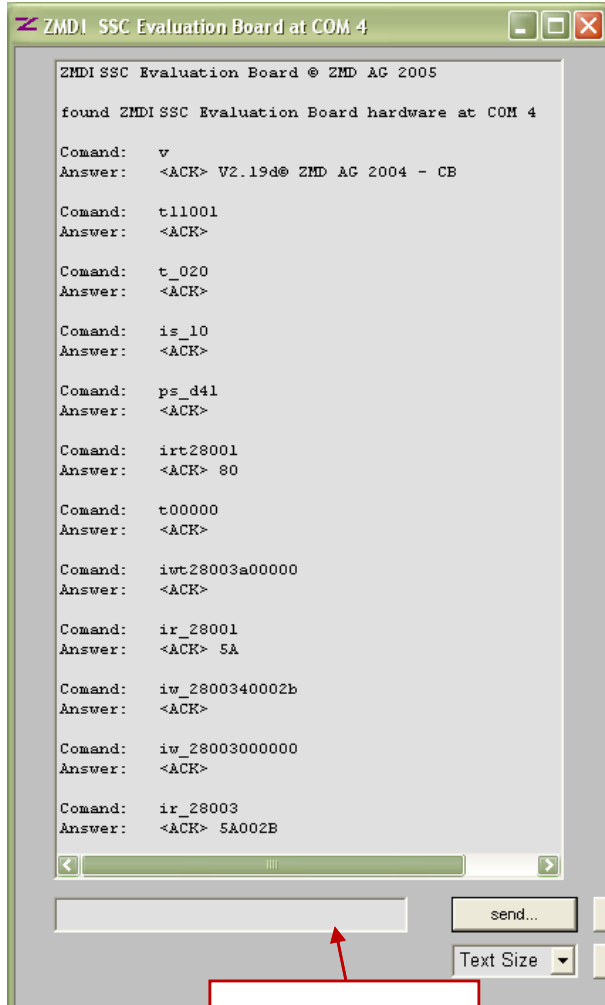 ZMDI SSC Evaluation Board at COM 4
ZMDI SSC Evaluation Board © ZMD AG 2005
found ZMDI SSC Evaluation Board hardware at COM 4
Comand: v
Answer: <ACK> V2.19d© ZMD AG 2004 - CB
Comand: t11001
Answer: <ACK>
Comand: t_020
Answer: <ACK>
Comand: is_10
Answer: <ACK>
Comand: ps_d41
Answer: <ACK>
Comand: irt28001
Answer: <ACK> 80
Comand: t00000
Answer: <ACK>
Comand: iwt28003a00000
Answer: <ACK>
Comand: ir_28001
Answer: <ACK> 5A
Comand: iw_2800340002b
Answer: <ACK>
Comand: iw_28003000000
Answer: <ACK>
Comand: ir_28003
Answer: <ACK> 5A002B
send...
Text Size